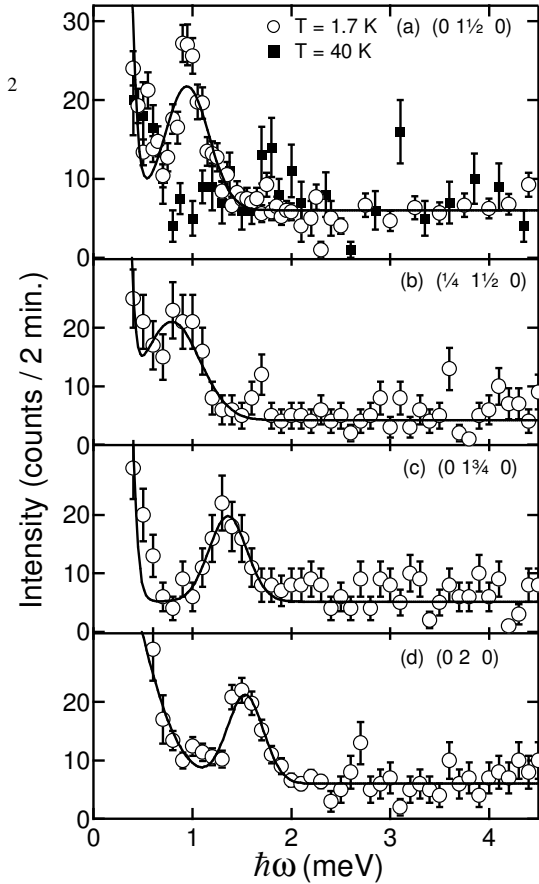 30
20
10
0
2
T = 1.7 K (a) (0 1½ 0)
T = 40 K
20
10
0
(b) (¼ 1½ 0)
20
10
0
(c) (0 1¾ 0)
20
10
0
(d) (0 2 0)
0 1 2 3 4
ħω (meV)
Intensity (counts / 2 min.)